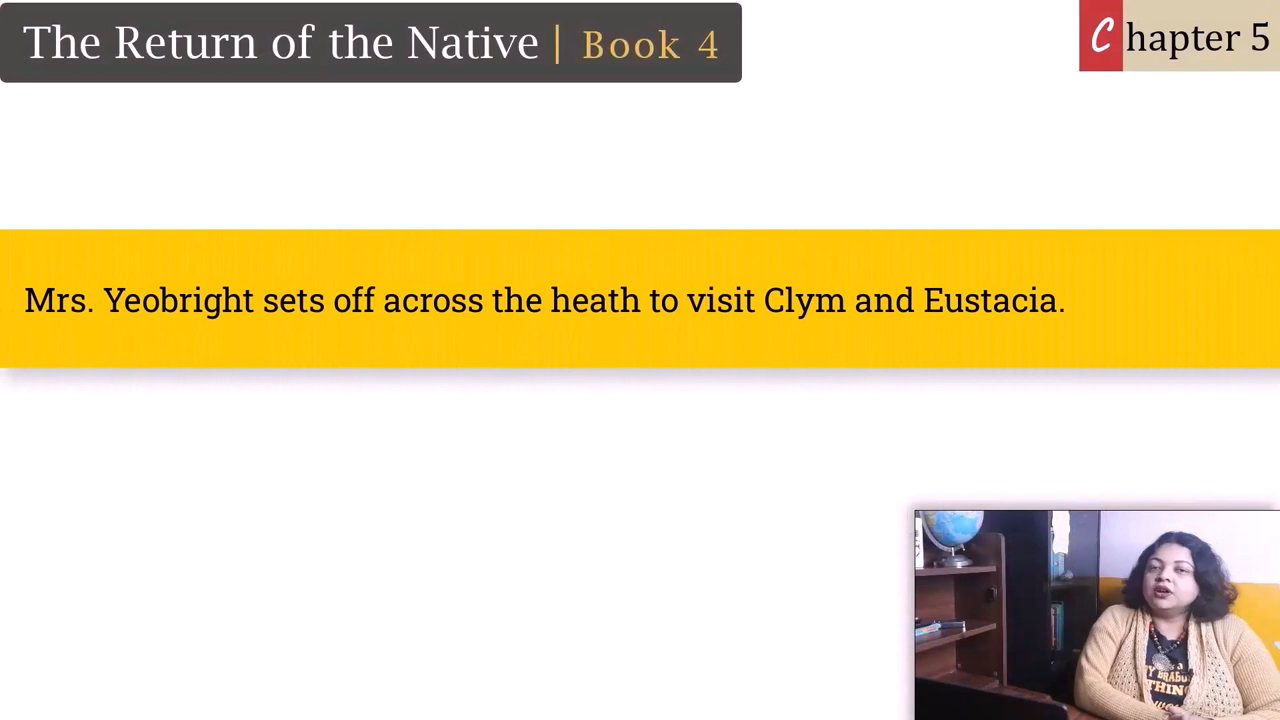 The Return of the Native | Book 4
Chapter 5
Mrs. Yeobright sets off across the heath to visit Clym and Eustacia.